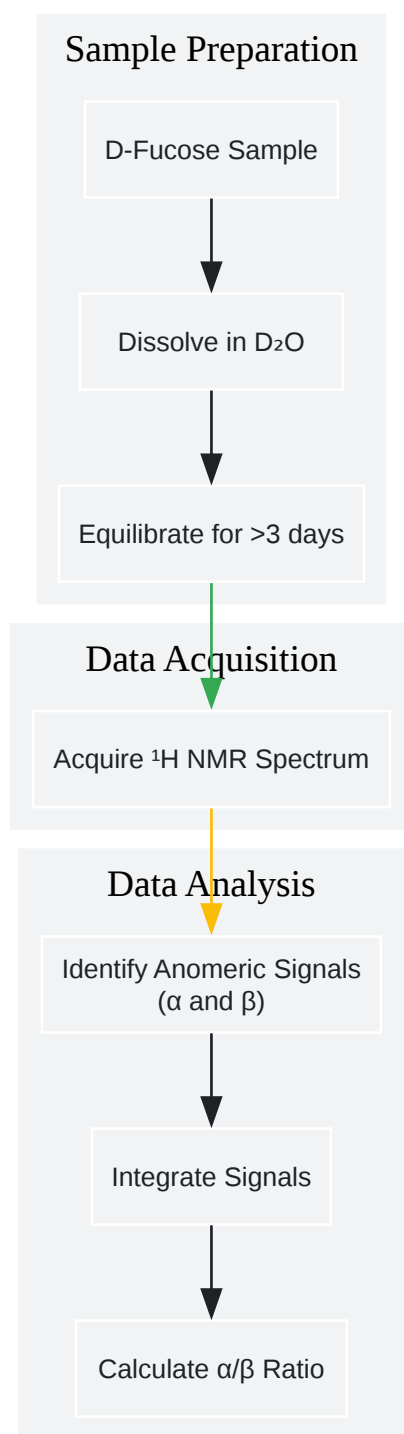 Sample Preparation
D-Fucose Sample
Dissolve in D₂O
Equilibrate for >3 days
Data Acquisition
Acquire ¹H NMR Spectrum
Data Analysis
Identify Anomeric Signals
(α and β)
Integrate Signals
Calculate α/β Ratio